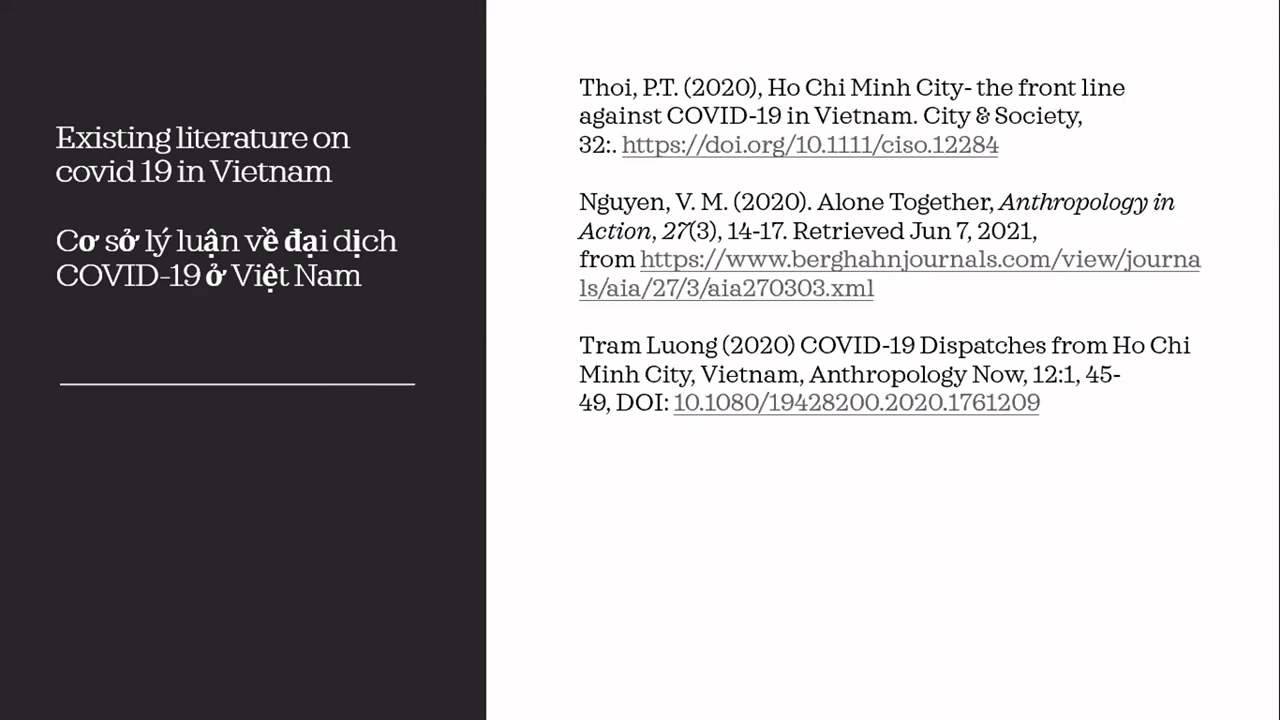 Existing literature on
covid 19 in Vietnam
Cơ sở lý luận về đại dịch
COVID-19 ở Việt Nam
Thoi, P.T. (2020), Ho Chi Minh City- the front line
against COVID-19 in Vietnam. City & Society,
32:. https://doi.org/10.1111/ciso.12284
Nguyen, V. M. (2020). Alone Together, Anthropology in
Action, 27(3), 14-17. Retrieved Jun 7, 2021,
from https://www.berghahnjournals.com/view/journa
ls/aia/27/3/aia270303.xml
Tram Luong (2020) COVID-19 Dispatches from Ho Chi
Minh City, Vietnam, Anthropology Now, 12:1, 45-
49, DOI: 10.1080/19428200.2020.1761209